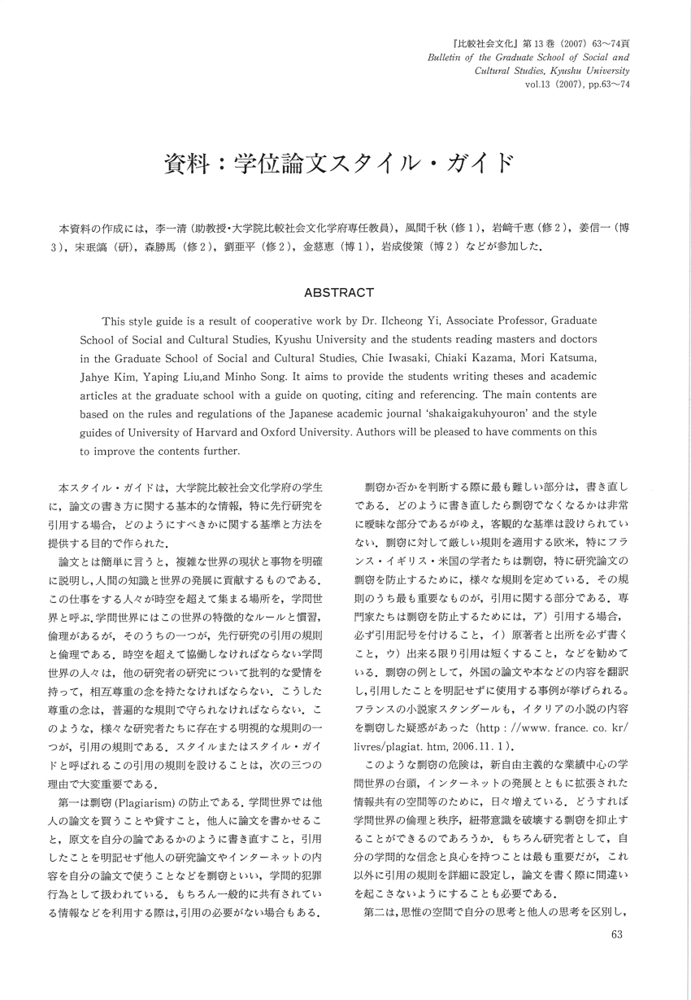 『比較社会文化』第13巻（2007）63〜74頁
Bulletin of the Graduate School of Social and
Cultural Studies, Kyushu University
vol.13（2007），pp.63〜74
資料：学位論文スタイル・ガイド
本資料の作成には，李一清（助教授・大学院比較社会文化学府専任教員），風間千秋（修1），岩﨑千恵（修2），姜信一（博
3），宋珉鎬（研），森勝馬（修2），劉亜平（修2），金慈恵（博1），岩成俊策（博2）などが参加した．
ABSTRACT
This style guide is a result of cooperative work by Dr. Ilcheong Yi, Associate Professor, Graduate
School of Social and Cultural Studies, Kyushu University and the students reading masters and doctors
in the Graduate School of Social and Cultural Studies, Chie Iwasaki, Chiaki Kazama, Mori Katsuma,
Jahye Kim, Yaping Liu,and Minho Song. It aims to provide the students writing theses and academic
articles at the graduate school with a guide on quoting, citing and referencing. The main contents are
based on the rules and regulations of the Japanese academic journal ‘shakaigakuhyouron’ and the style
guides of University of Harvard and Oxford University. Authors will be pleased to have comments on this
to improve the contents further.
本スタイル・ガイドは，大学院比較社会文化学府の学生
に，論文の書き方に関する基本的な情報，特に先行研究を
引用する場合，どのようにすべきかに関する基準と方法を
提供する目的で作られた．
論文とは簡単に言うと，複雑な世界の現状と事物を明確
に説明し，人間の知識と世界の発展に貢献するものである．
この仕事をする人々が時空を超えて集まる場所を，学問世
界と呼ぶ．学問世界にはこの世界の特徴的なルールと慣習，
倫理があるが，そのうちの一つが，先行研究の引用の規則
と倫理である．時空を超えて協働しなければならない学問
世界の人々は，他の研究者の研究について批判的な愛情を
持って，相互尊重の念を持たなければならない．こうした
尊重の念は，普遍的な規則で守られなければならない．こ
のような，様々な研究者たちに存在する明視的な規則の一
つが，引用の規則である．スタイルまたはスタイル・ガイ
ドと呼ばれるこの引用の規則を設けることは，次の三つの
理由で大変重要である．
第一は剽窃(Plagiarism)の防止である．学問世界では他
人の論文を買うことや貸すこと，他人に論文を書かせるこ
と，原文を自分の論であるかのように書き直すこと，引用
したことを明記せず他人の研究論文やインターネットの内
容を自分の論文で使うことなどを剽窃といい，学問的犯罪
行為として扱われている．もちろん一般的に共有されてい
る情報などを利用する際は，引用の必要がない場合もある．
剽窃か否かを判断する際に最も難しい部分は，書き直し
である．どのように書き直したら剽窃でなくなるかは非常
に曖昧な部分であるがゆえ，客観的な基準は設けられてい
ない．剽窃に対して厳しい規則を適用する欧米，特にフラ
ンス・イギリス・米国の学者たちは剽窃，特に研究論文の
剽窃を防止するために，様々な規則を定めている．その規
則のうち最も重要なものが，引用に関する部分である．専
門家たちは剽窃を防止するためには，ア）引用する場合，
必ず引用記号を付けること，イ）原著者と出所を必ず書く
こと，ウ）出来る限り引用は短くすること，などを勧めて
いる．剽窃の例として，外国の論文や本などの内容を翻訳
し，引用したことを明記せずに使用する事例が挙げられる。
フランスの小説家スタンダールも，イタリアの小説の内容
を剽窃した疑惑があった（http：//www. france. co. kr/
livres/plagiat. htm, 2006.11. 1）．
このような剽窃の危険は，新自由主義的な業績中心の学
問世界の台頭，インターネットの発展とともに拡張された
情報共有の空間等のために，日々増えている．どうすれば
学問世界の倫理と秩序，紐帯意識を破壊する剽窃を抑止す
ることができるのであろうか．もちろん研究者として，自
分の学問的な信念と良心を持つことは最も重要だが，これ
以外に引用の規則を詳細に設定し，論文を書く際に間違い
を起こさないようにすることも必要である．
第二は，思惟の空間で自分の思考と他人の思考を区別し，
63